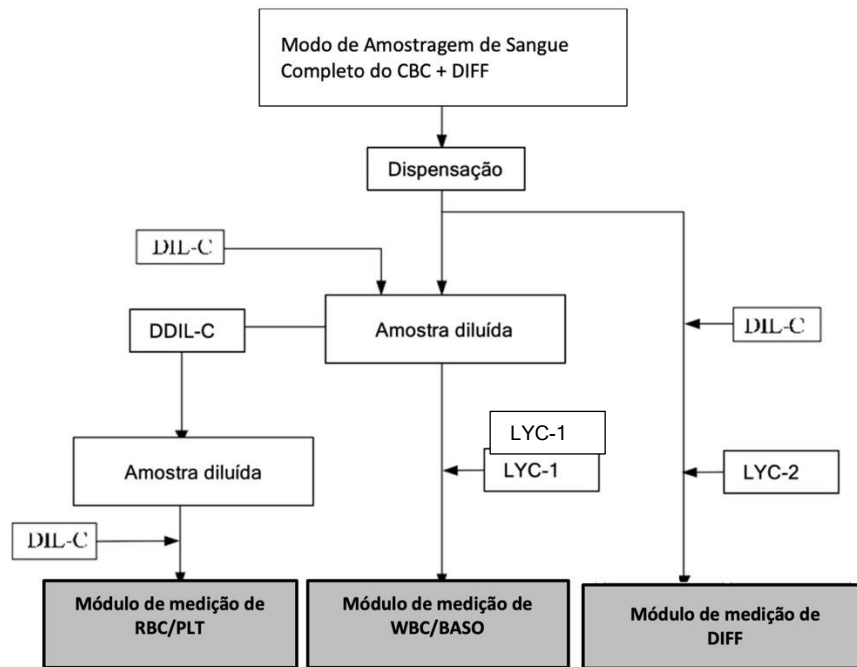 Modo de Amostragem de Sangue
Completo do CBC + DIFF
Dispensação
DIL-C
DDIL-C
Amostra diluída
DIL-C
LYC-1
LYC-1
LYC-2
Amostra diluída
DIL-C
Módulo de medição de
RBC/PLT
Módulo de medição de
WBC/BASO
Módulo de medição de
DIFF